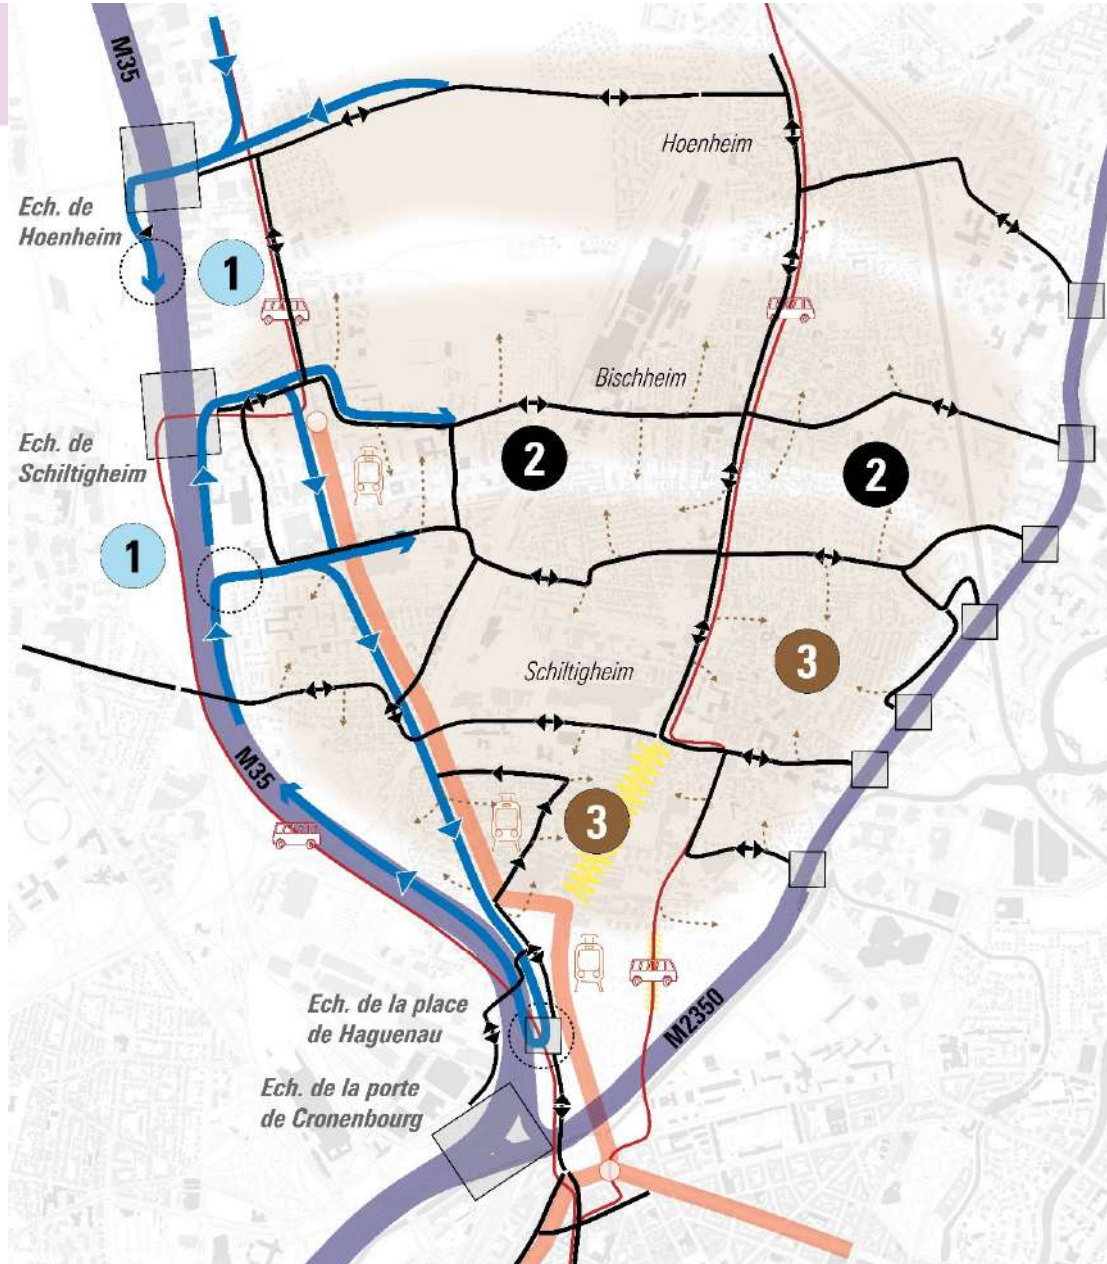 M35
Hoenheim
Ech. de
Hoenheim
1
Bischheim
Ech. de
Schiltigheim
2
2
1
Schiltigheim
3
M35
3
Ech. de la place
de Haguenau
M2350
Ech. de la porte
de Cronenbourg